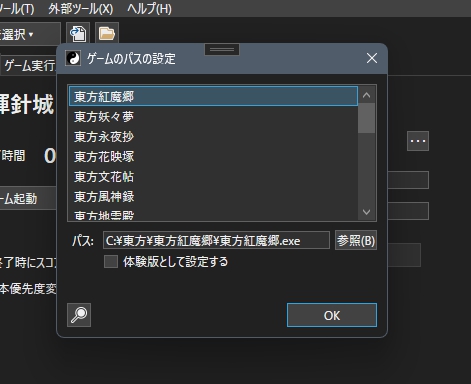 ツール(T) 外部ツール(X) ヘルプ(H)
選択
ゲーム実行
ゲームのパスの設定
輝針城
時間 0
ーム起動
終了時にスコ
本優先度変
東方紅魔郷
東方妖々夢
東方永夜抄
東方花映塚
東方文花帖
東方風神録
東方地霊殿
パス: C:¥東方¥東方紅魔郷¥東方紅魔郷.exe 参照(B)
体験版として設定する
OK